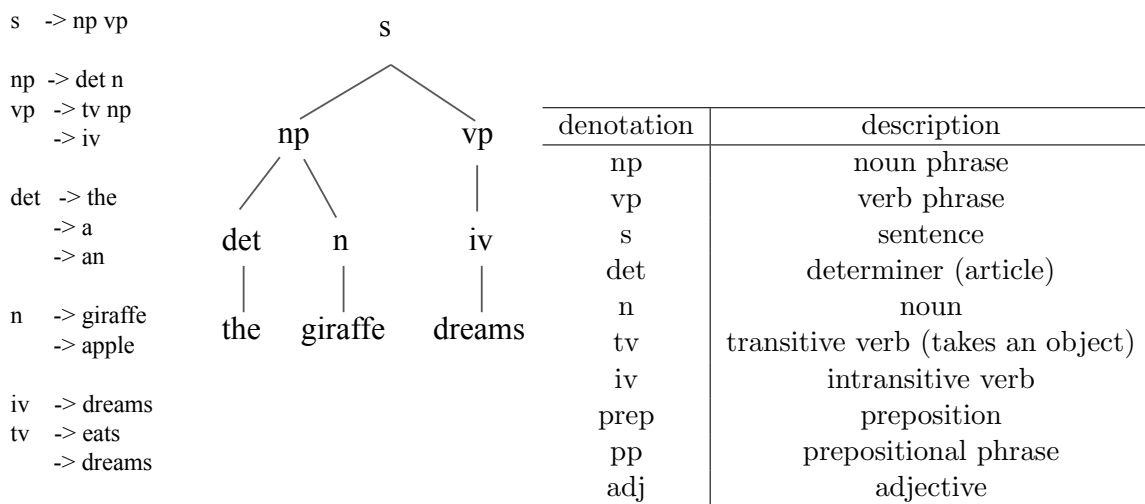 s -> np vp
np -> det n
vp -> tv np
-> iv
det -> the
-> a
-> an
n -> giraffe
-> apple
iv -> dreams
tv -> eats
-> dreams
s
np vp
det n iv
the giraffe dreams
denotation description
np noun phrase
vp verb phrase
s sentence
det determiner (article)
n noun
tv transitive verb (takes an object)
iv intransitive verb
prep preposition
pp prepositional phrase
adj adjective